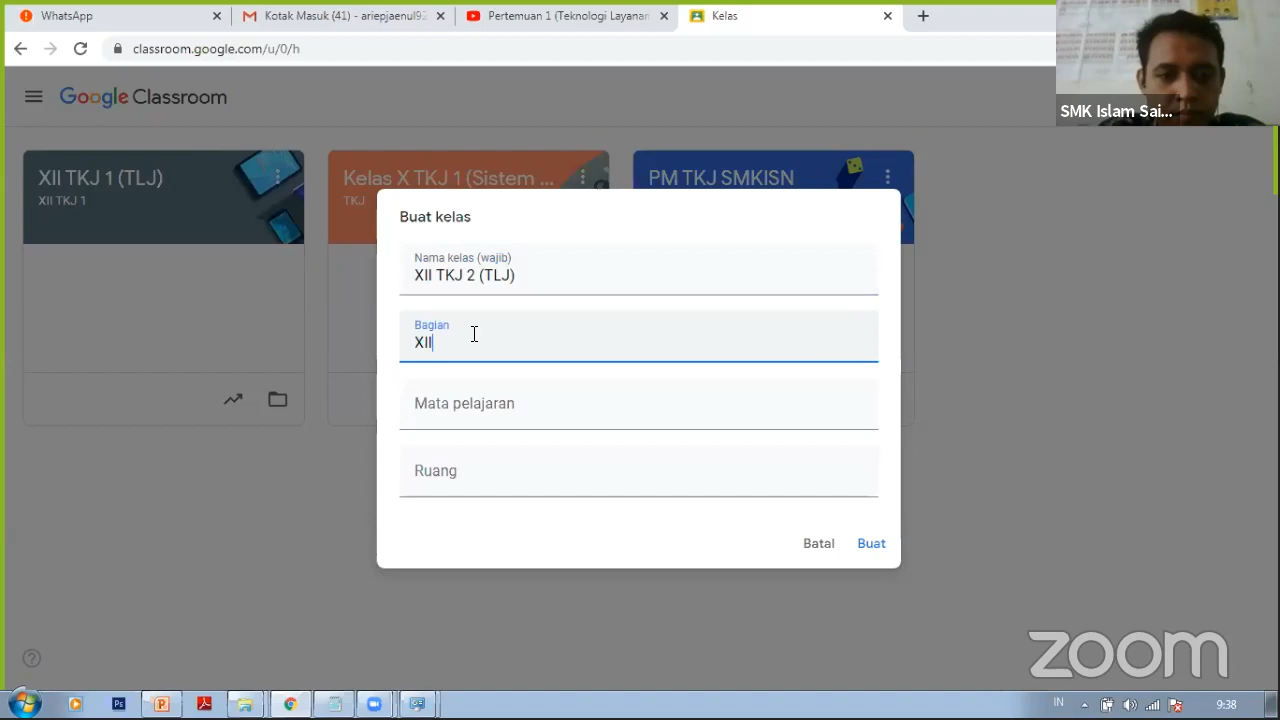 WhatsApp
Kotak Masuk (41) - ariepjaenul92
Pertemuan 1 (Teknologi Layanan
Kelas
classroom.google.com/u/0/h
Google Classroom
SMK Islam Sai...
XII TKJ 1 (TLJ)
XII TKJ 1
Kelas X TKJ 1 (Sistem ...
TKJ
PM TKJ SMKISN
Buat kelas
Nama kelas (wajib)
XII TKJ 2 (TLJ)
Bagian
XII
Mata pelajaran
Ruang
Batal
Buat
zoom
IN
9:38